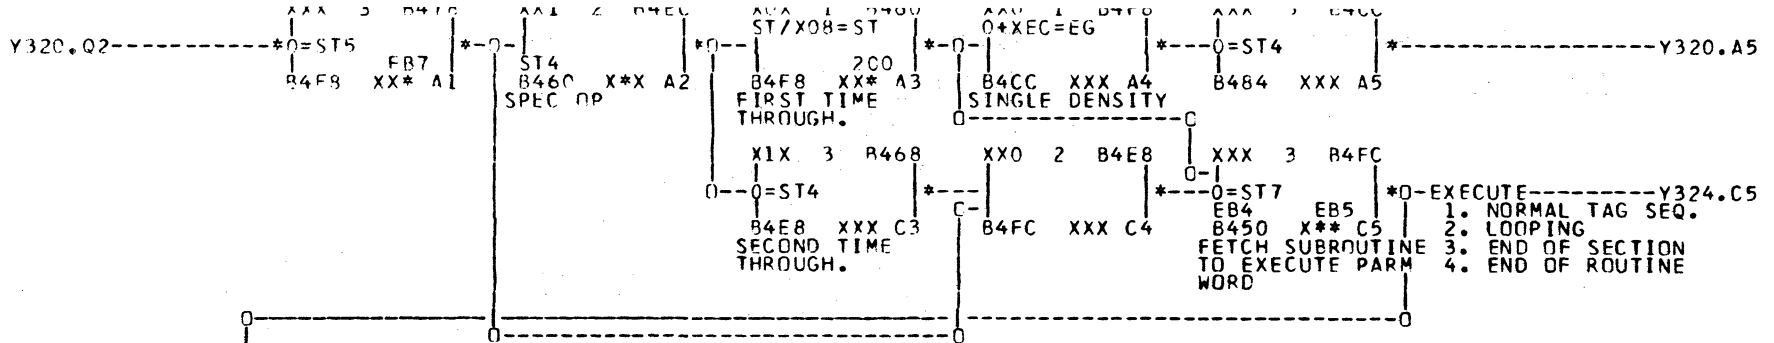 ST/X08=ST 0+XEC=EG
Y320.Q2 *0=ST5 * ST4 * * * 0=ST4 * Y320.A5
EB7 200
B4F8 XX* A1 B460 X*X A2 B4F8 XX* A3 B4CC XXX A4 B484 XXX A5
SPEC OP FIRST TIME SINGLE DENSITY
THROUGH.
X1X 3 B468 XX0 2 B4E8 XXX 3 B4FC
0=ST4 * * 0=ST7 * EXECUTE Y324.C5
EB4 EB5 1. NORMAL TAG SEQ.
B4E8 XXX C3 B4FC XXX C4 B450 X** C5 2. LOOPING
SECOND TIME FETCH SUBROUTINE 3. END OF SECTION
THROUGH. TO EXECUTE PARM 4. END OF ROUTINE
WORD